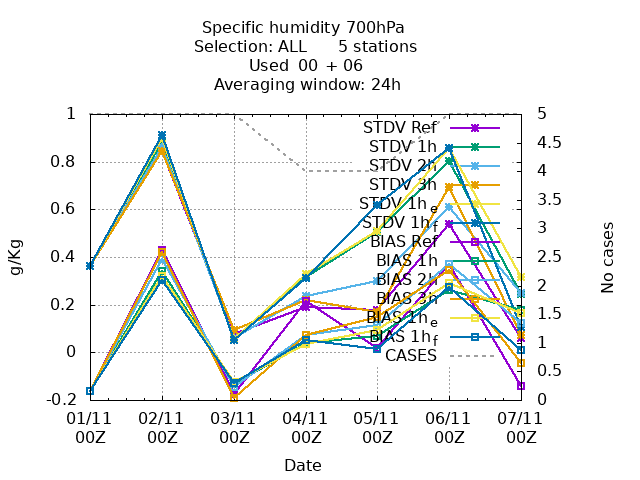 Specific humidity 700hPa
Selection: ALL 5 stations
Used 00 + 06
Averaging window: 24h
1
0.8
0.6
0.4
0.2
0
-0.2
g/Kg
5
4.5
4
3.5
3
2.5
2
1.5
1
0.5
0
No cases
STDV Ref
STDV 1h
STDV 2h
STDV 3h
STDV 1h e
STDV 1h f
BIAS Ref
BIAS 1h
BIAS 2h
BIAS 3h
BIAS 1h e
BIAS 1h f
CASES
01/11 02/11 03/11 04/11 05/11 06/11 07/11
00Z 00Z 00Z 00Z 00Z 00Z 00Z
Date